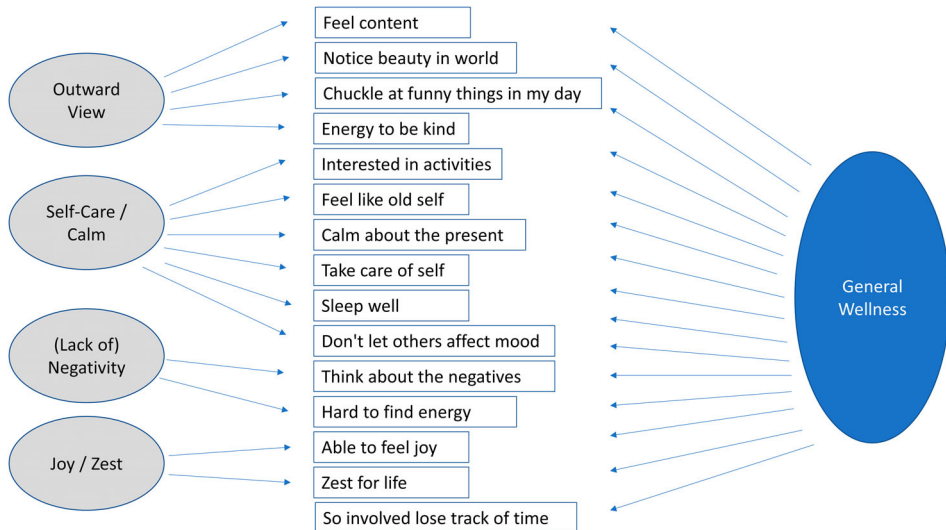 Feel content
Notice beauty in world
Outward
View
Chuckle at funny things in my day
Energy to be kind
Interested in activities
Self-Care /
Calm
Feel like old self
Calm about the present
Take care of self
Sleep well
General
Wellness
(Lack of)
Negativity
Don't let others affect mood
Think about the negatives
Hard to find energy
Joy / Zest
Able to feel joy
Zest for life
So involved lose track of time